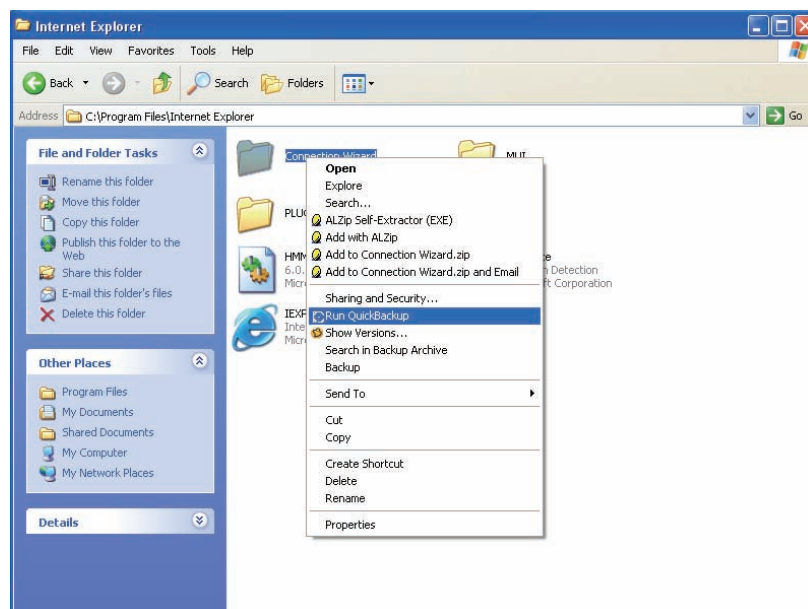 Internet Explorer
File Edit View Favorites Tools Help
Back Search Folders
Address C:\Program Files\Internet Explorer Go
File and Folder Tasks
Rename this folder
Move this folder
Copy this folder
Publish this folder to the
Web
Share this folder
E-mail this folder's files
Delete this folder
Other Places
Program Files
My Documents
Shared Documents
My Computer
My Network Places
Details
Connection Wizard
MUI
Open
Explore
Search...
ALZip Self-Extractor (EXE)
Add with ALZip
Add to Connection Wizard.zip
Add to Connection Wizard.zip and Email
Sharing and Security...
Run QuickBackup
Show Versions...
Search in Backup Archive
Backup
Send To
Cut
Copy
Create Shortcut
Delete
Rename
Properties
6.0.
Detection
Corporation